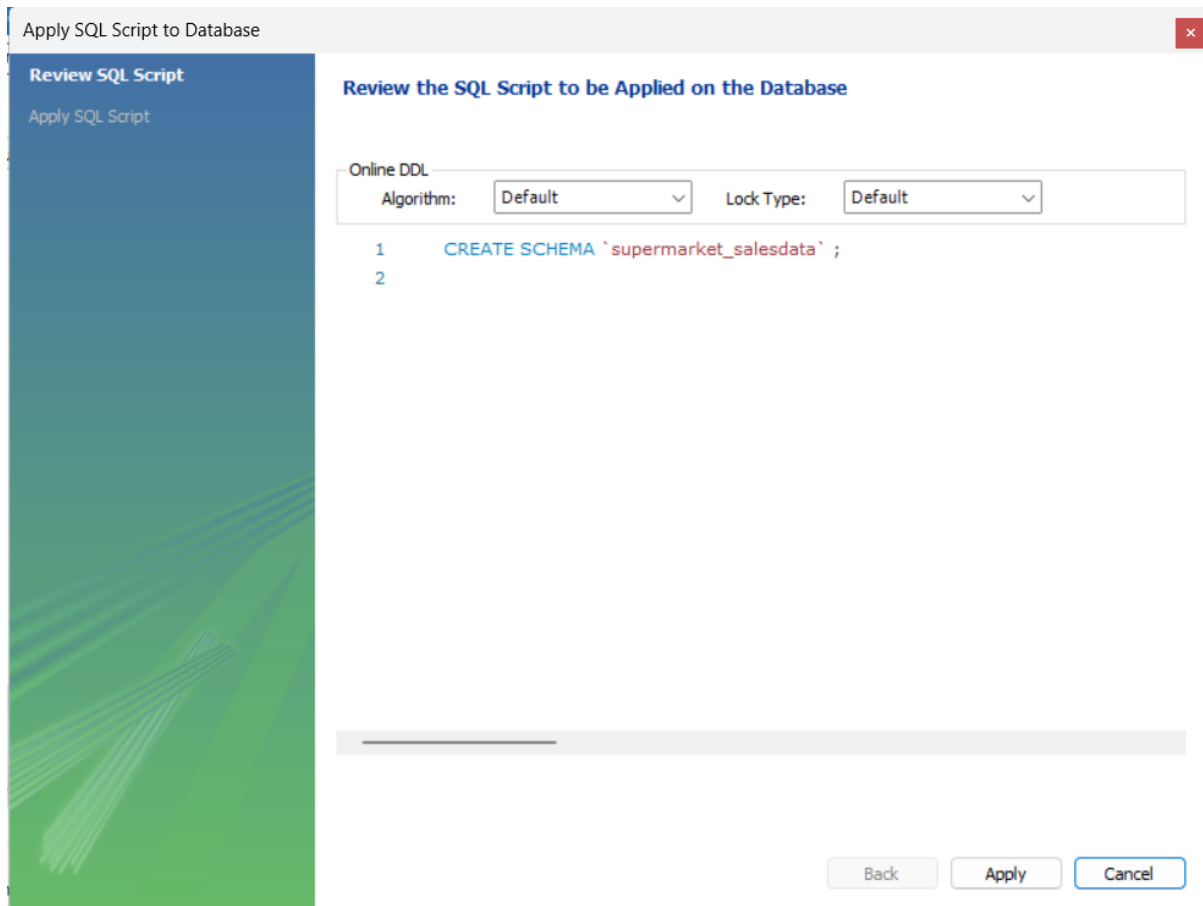 Apply SQL Script to Database
Review SQL Script
Apply SQL Script
Review the SQL Script to be Applied on the Database
Online DDL
Algorithm: Default Lock Type: Default
1 CREATE SCHEMA `supermarket_salesdata` ;
2
Back Apply Cancel